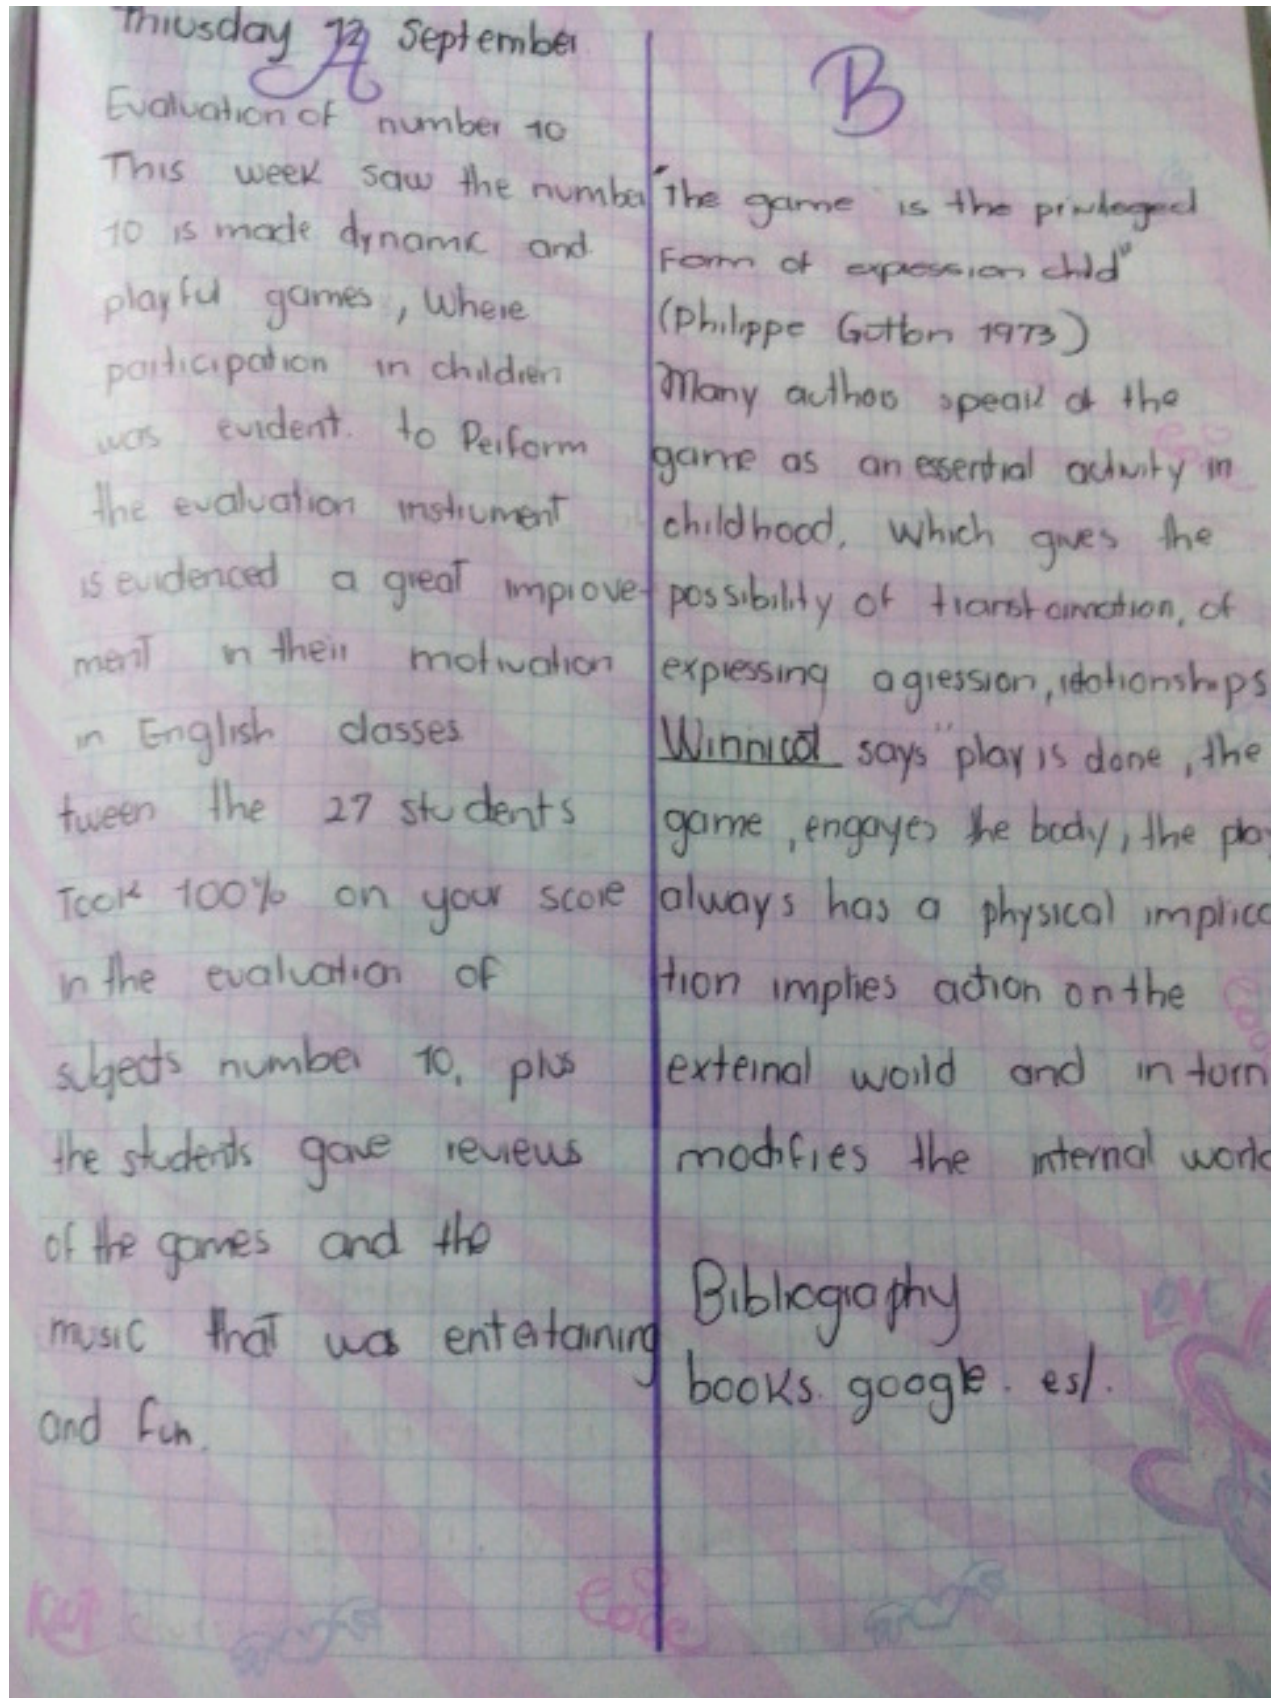 Thursday 12 September
A
Evaluation of number 10
This week saw the number
10 is made dynamic and
playful games, where
participation in children
was evident. to Perform
the evaluation instrument
is evidenced a great improve-
ment in their motivation
in English classes
tween the 27 students
Took 100% on your score
in the evaluation of
subjects number 10, plus
the students gave reviews
of the games and the
music that was entertaining
and fun.
B
"The game is the privileged
Form of expession child"
(Philippe Gutton 1973)
Many authos speak of the
game as an essential activity in
childhood, which gives the
possibility of transformation, of
expressing agression, relationships
Winnicot says "play is done, the
game, engages the body, the pla
always has a physical implica
tion implies action on the
external world and in torn
modifies the internal world
Bibliography
books. google. es/.
Love
Love